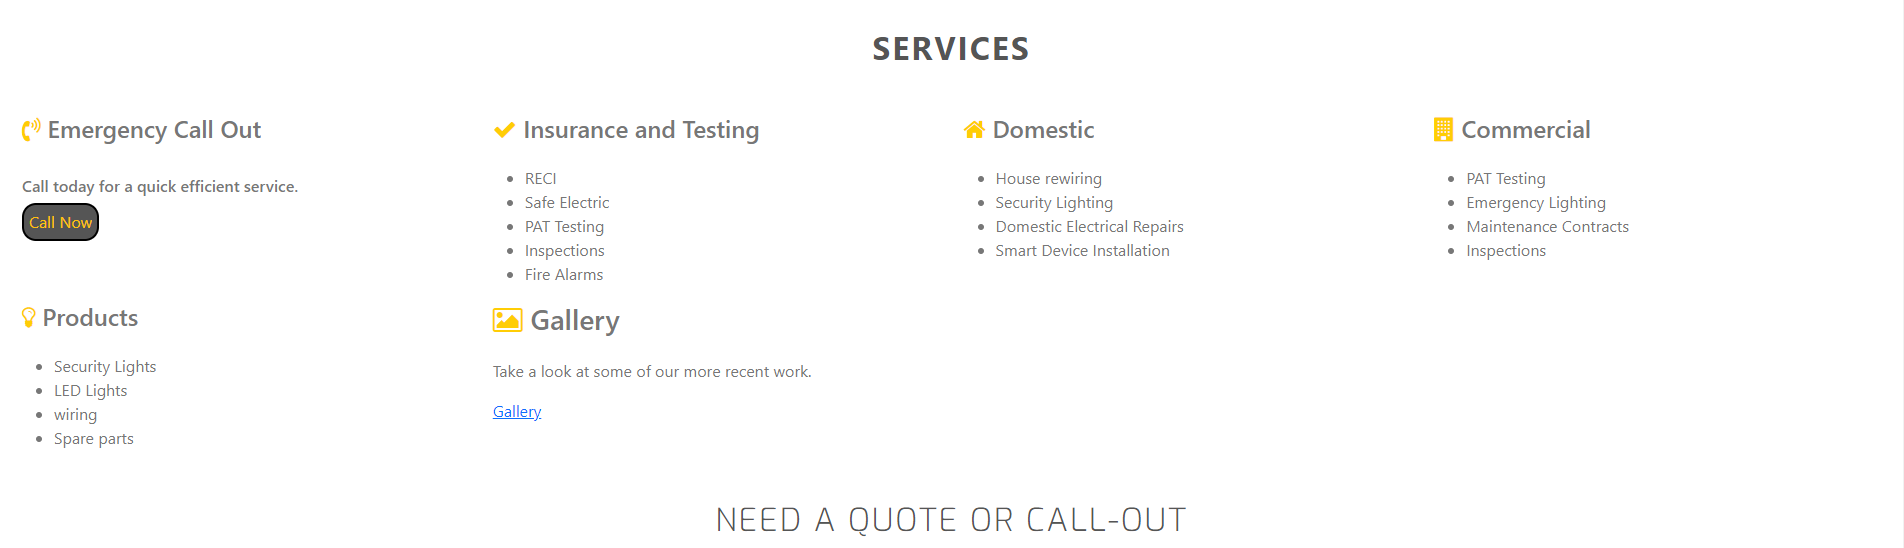 SERVICES
Emergency Call Out
Call today for a quick efficient service.
Call Now
Insurance and Testing
RECI
Safe Electric
PAT Testing
Inspections
Fire Alarms
Domestic
House rewiring
Security Lighting
Domestic Electrical Repairs
Smart Device Installation
Commercial
PAT Testing
Emergency Lighting
Maintenance Contracts
Inspections
Products
Security Lights
LED Lights
wiring
Spare parts
Gallery
Take a look at some of our more recent work.
Gallery
NEED A QUOTE OR CALL-OUT